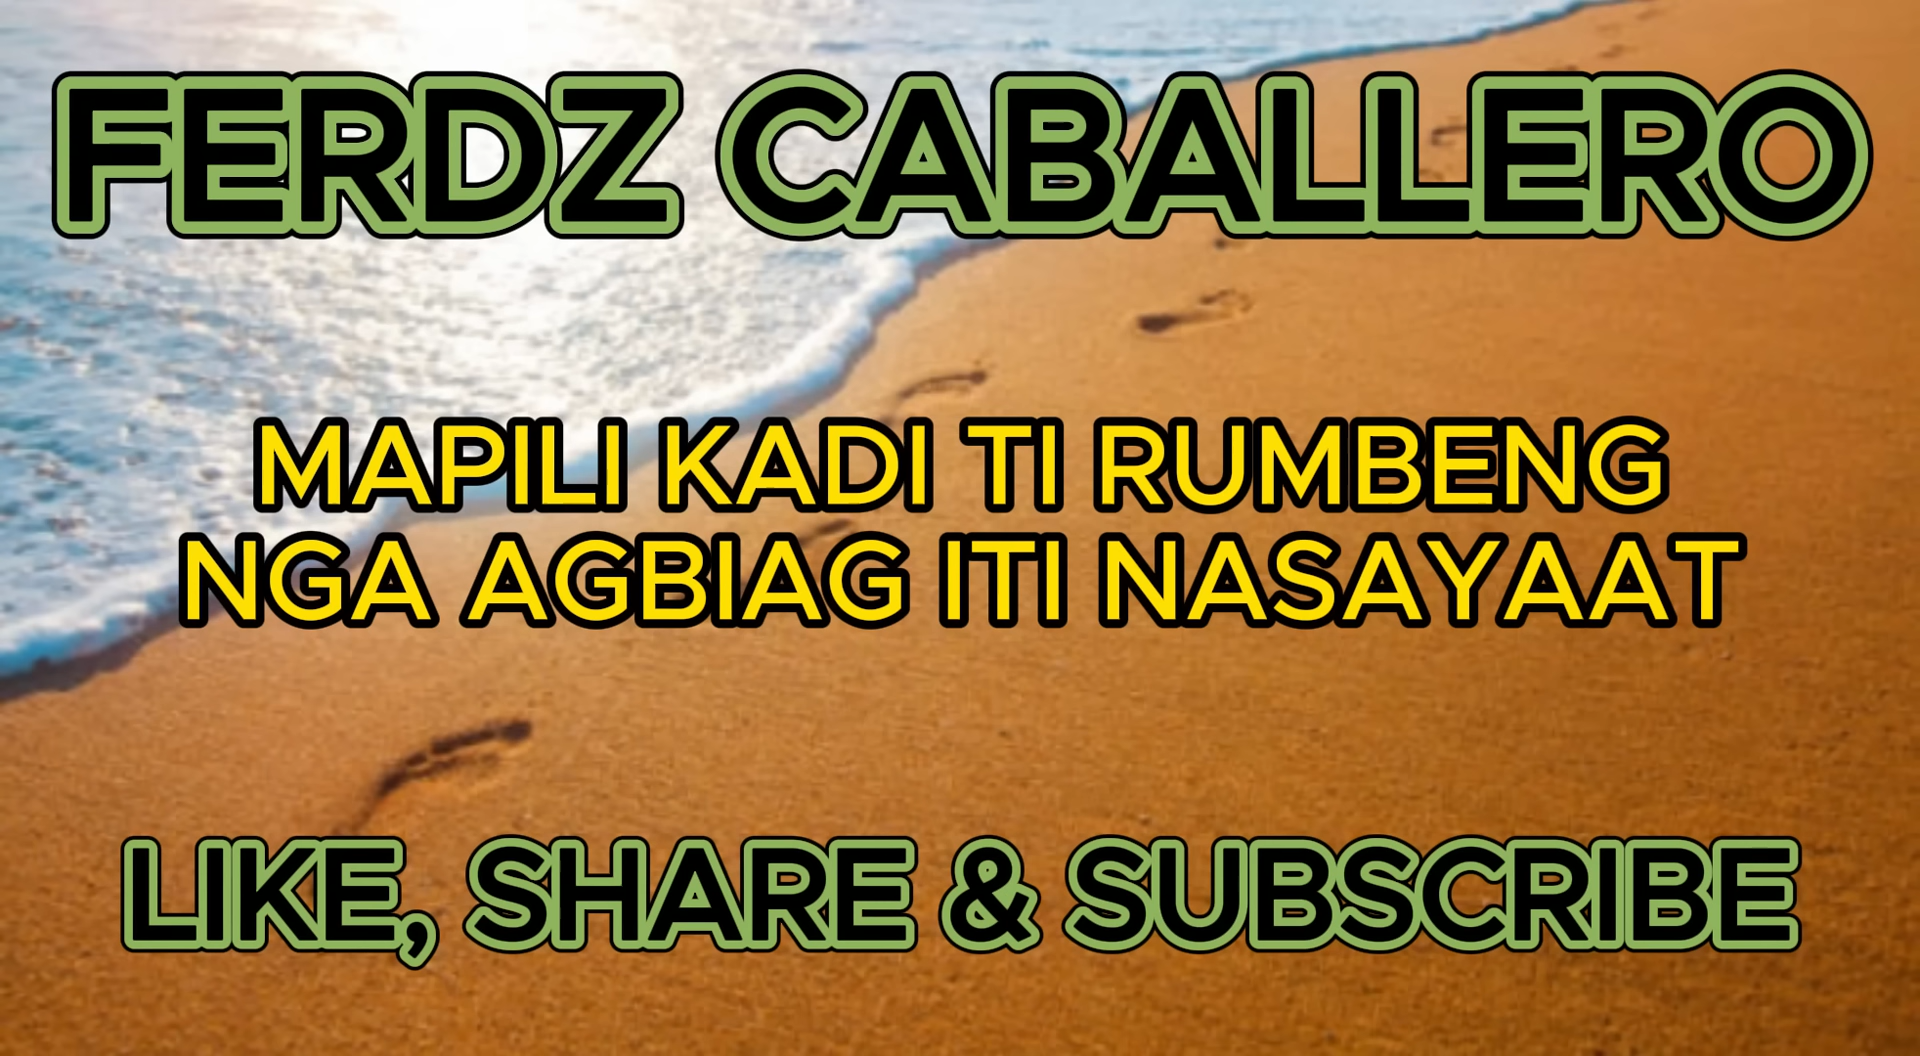 FERDZ CABALLERO
MAPILI KADI TI RUMBENG
NGA AGBIAG ITI NASAYAAT
LIKE, SHARE & SUBSCRIBE